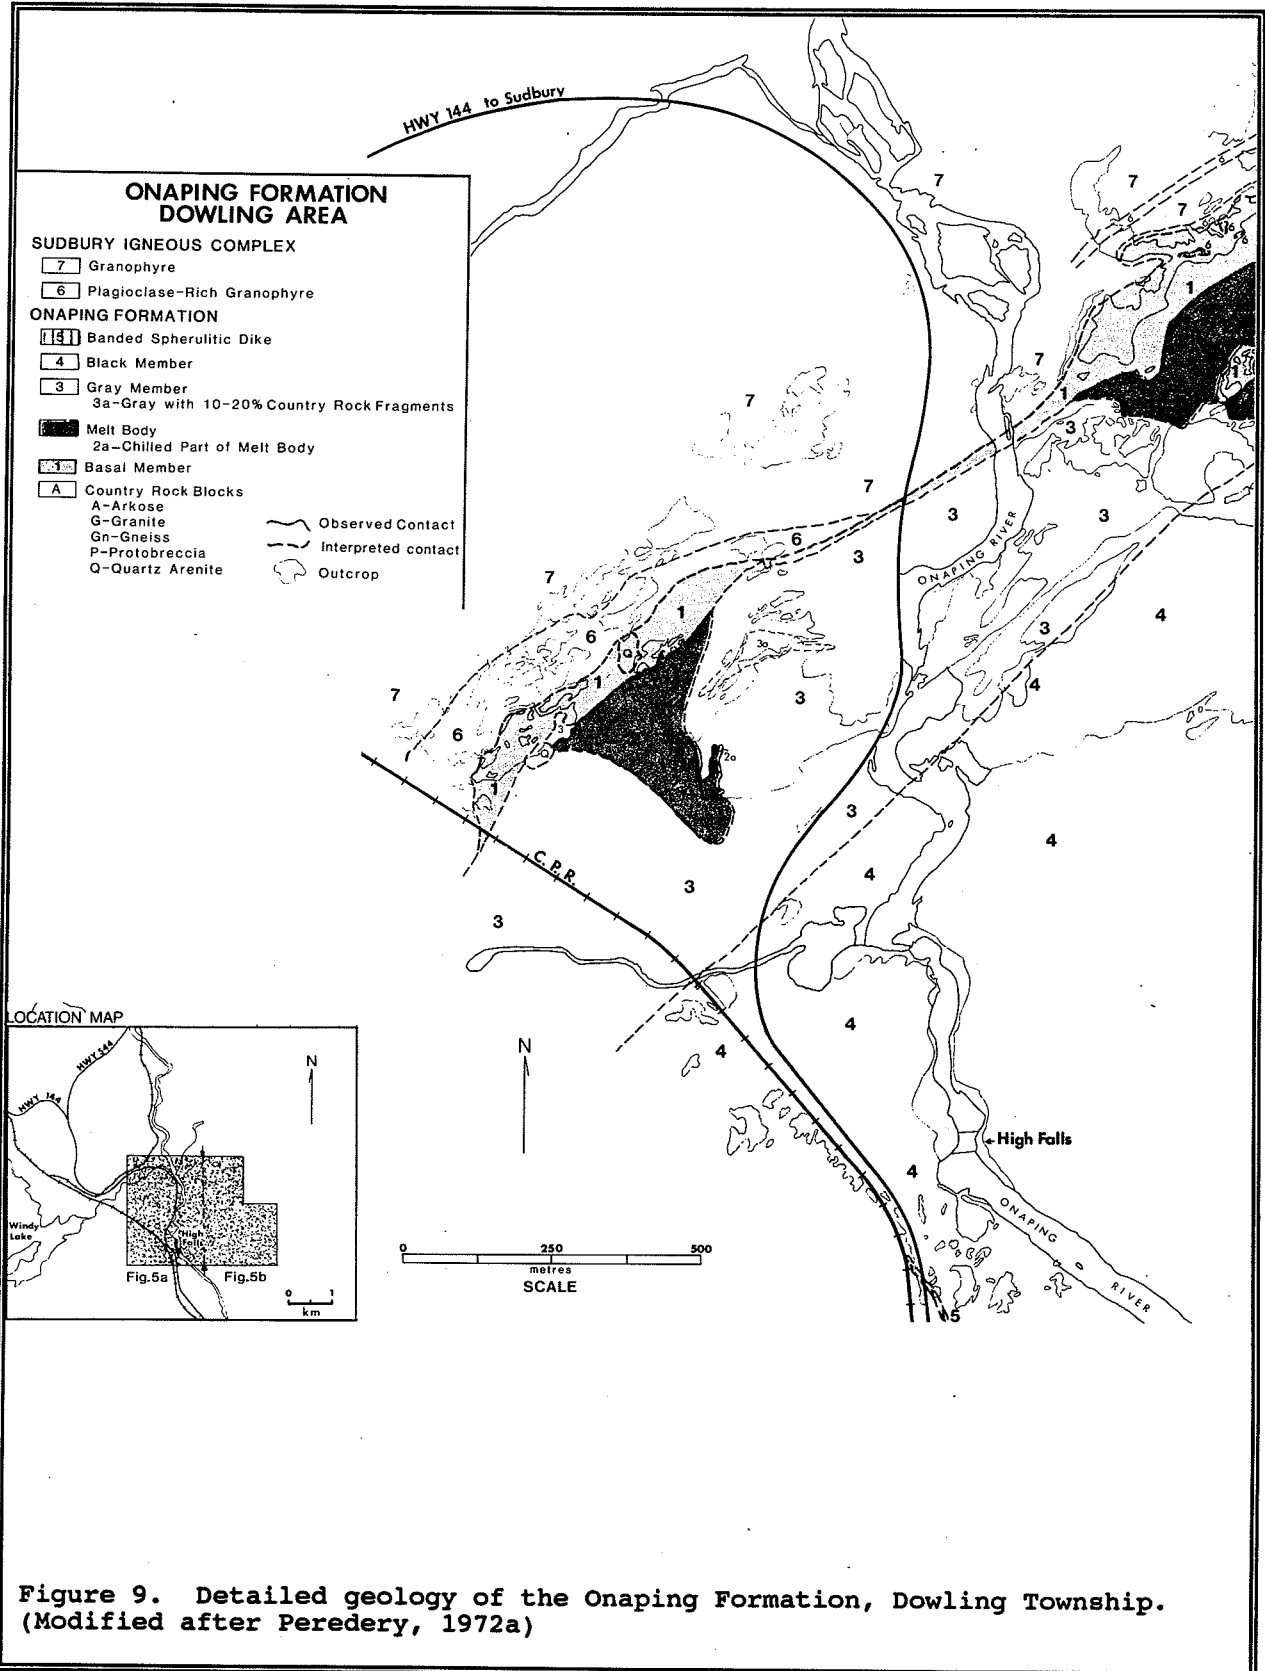 HWY 144 to Sudbury
ONAPING FORMATION
DOWLING AREA
SUDBURY IGNEOUS COMPLEX
7 Granophyre
6 Plagioclase-Rich Granophyre
ONAPING FORMATION
5 Banded Spherulitic Dike
4 Black Member
3 Gray Member
3a-Gray with 10-20% Country Rock Fragments
Melt Body
2a-Chilled Part of Melt Body
1 Basal Member
A Country Rock Blocks
A-Arkose
G-Granite
Gn-Gneiss
P-Protobreccia
Q-Quartz Arenite
Observed Contact
Interpreted contact
Outcrop
7
7
7
6
6
6
1
7
1
1
7
3
7
3
3
6
3
ONAPING RIVER
7
1
4
6
3
Q
3a
1
4
7
3
6
3
Q
2a
1
3
4
C.P.R.
4
3
3
4
4
N
High Falls
4
ONAPING
RIVER
5
LOCATION MAP
HWY 544
HWY 144
N
Windy
Lake
High
Falls
Fig.5a
Fig.5b
0 1
km
0 250 500
metres
SCALE
Figure 9. Detailed geology of the Onaping Formation, Dowling Township.
(Modified after Peredery, 1972a)